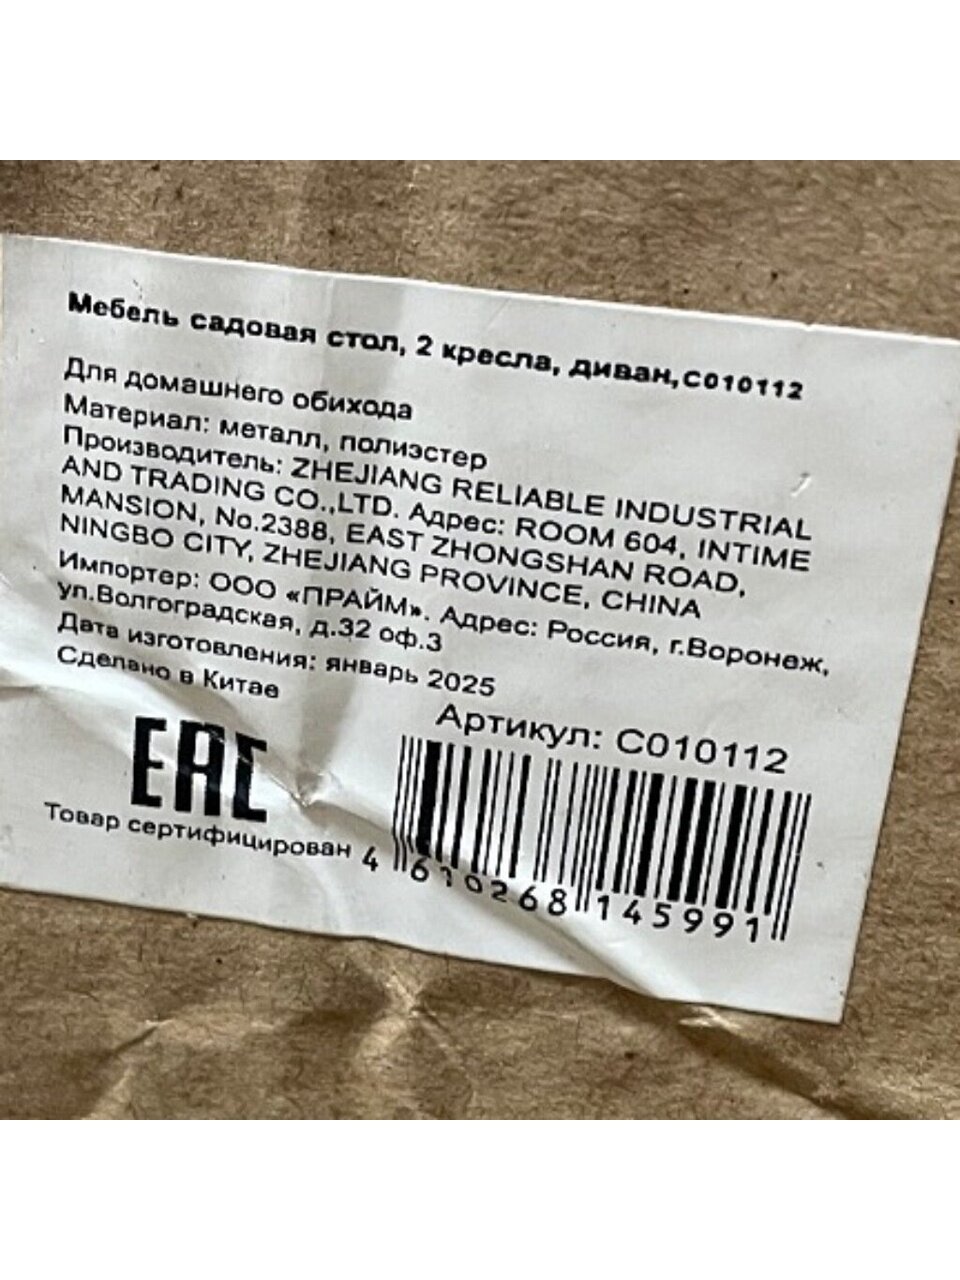 Мебель садовая стол, 2 кресла, диван,С010112
Для домашнего обихода
Материал: металл, полиэстер
Производитель: ZHEJIANG RELIABLE INDUSTRIAL
AND TRADING CO.,LTD. Адрес: ROOM 604, INTIME
MANSION, No.2388, EAST ZHONGSHAN ROAD,
NINGBO CITY, ZHEJIANG PROVINCE, CHINA
Импортер: ООО «ПРАЙМ». Адрес: Россия, г.Воронеж,
ул.Волгоградская, д.32 оф.3
Дата изготовления: январь 2025
Сделано в Китае
Артикул: С010112
EAC
Товар сертифицирован
4 610268 145991